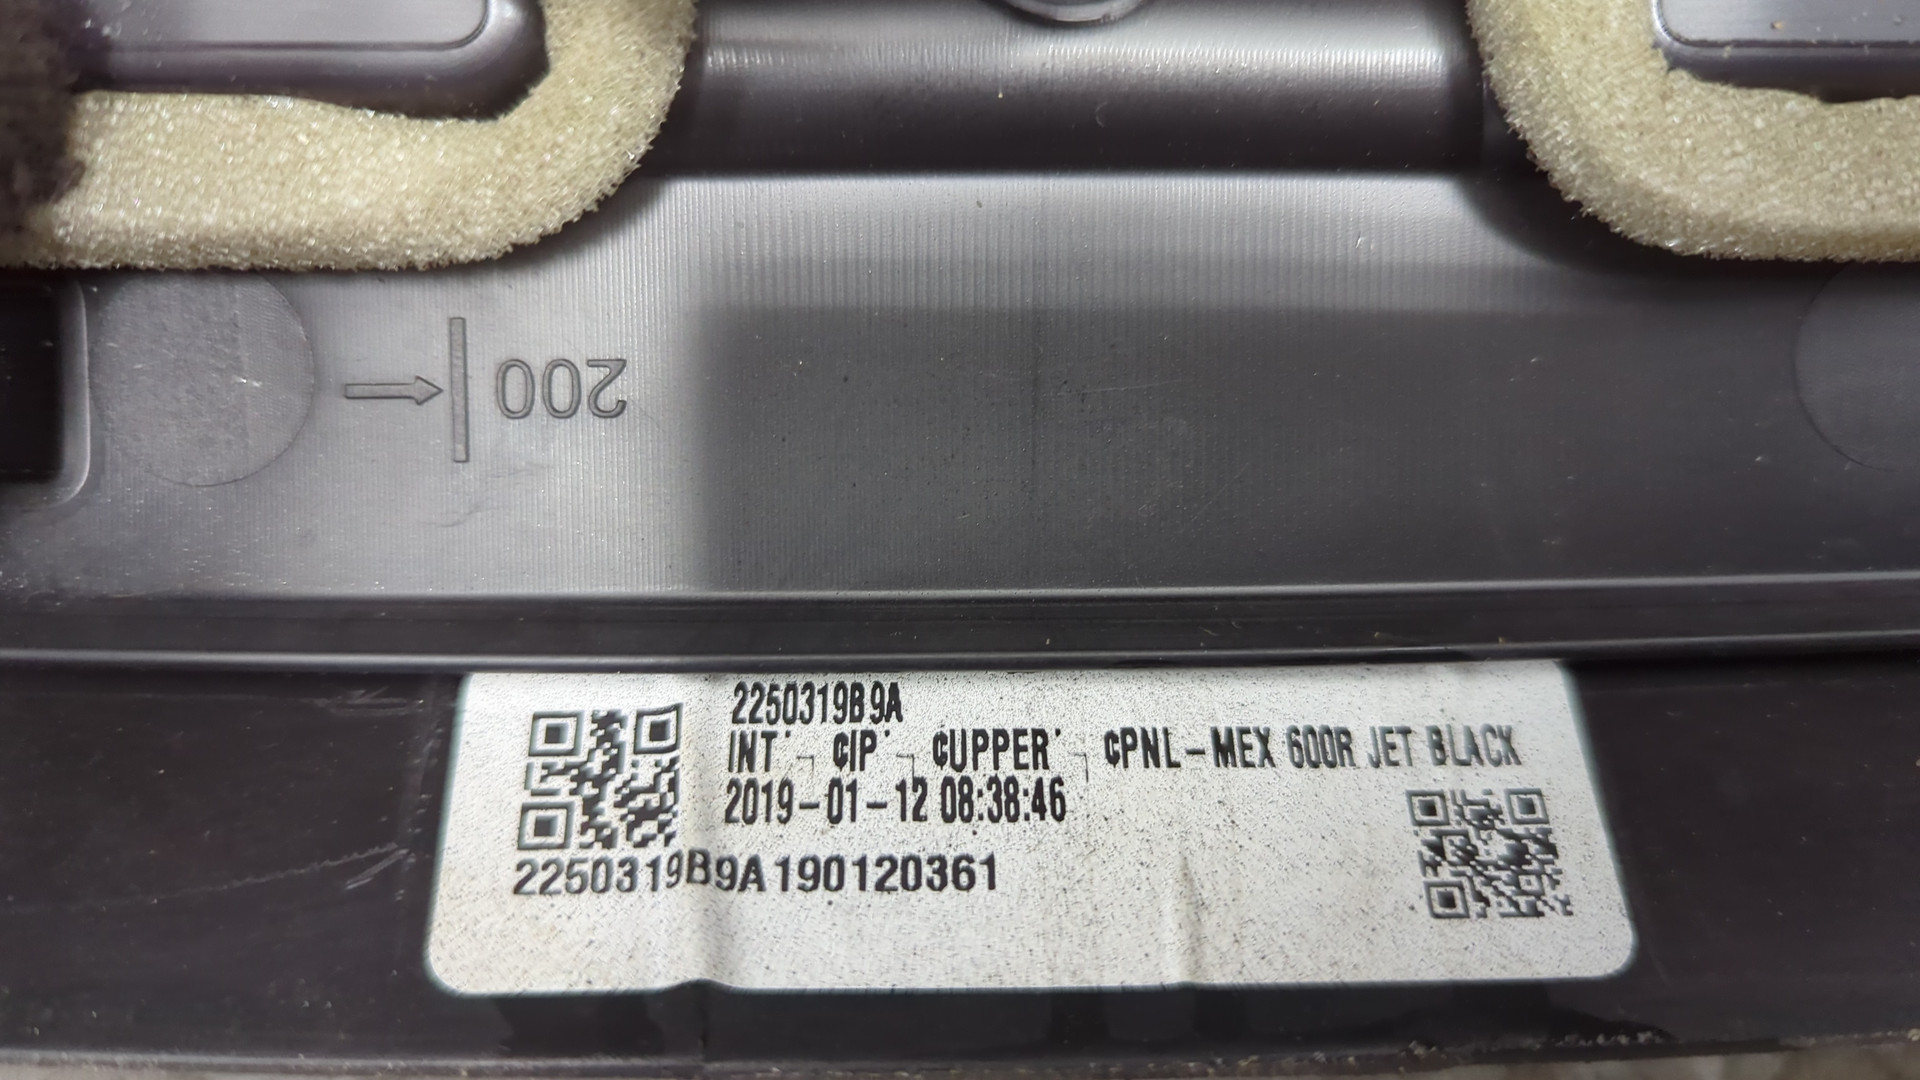 200
2250319B9A
INT ¬ ¢IP ¬ ¢UPPER ¬ ¢PNL-MEX 600R JET BLACK
2019-01-12 08:38:46
2250319B9A190120361